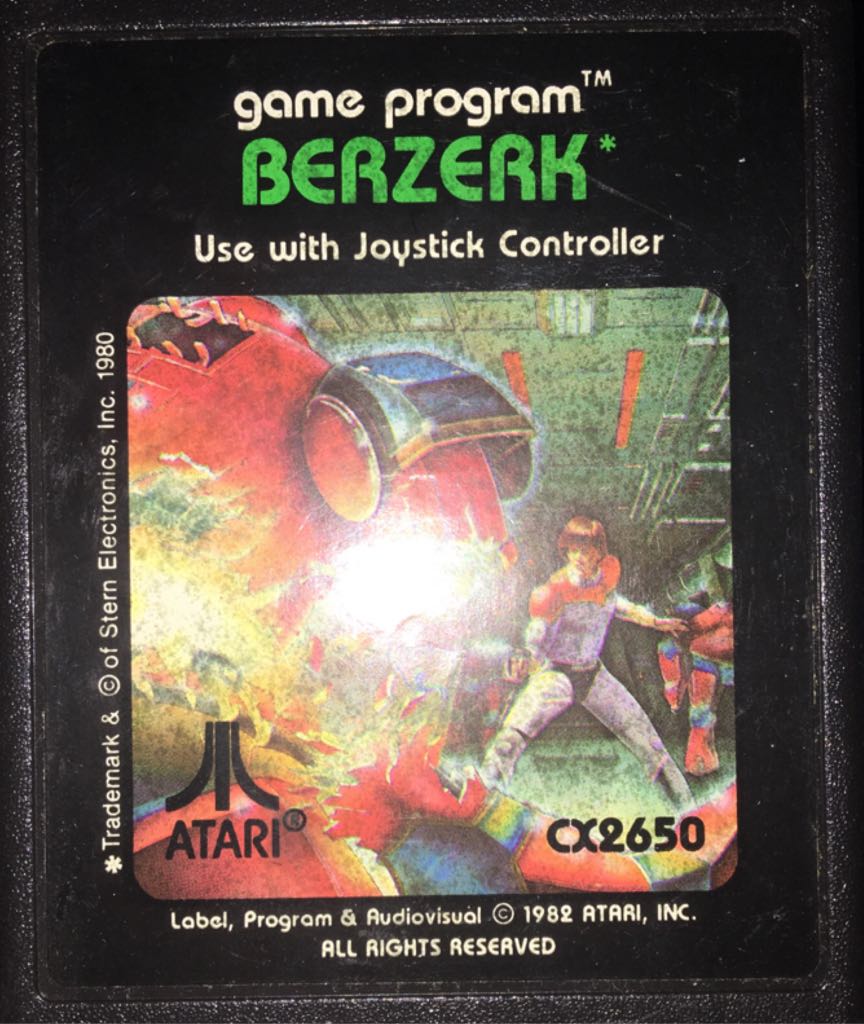 game program™
BERZERK*
Use with Joystick Controller
*Trademark & © of Stern Electronics, Inc. 1980
ATARI®
CX2650
Label, Program & Audiovisual © 1982 ATARI, INC.
ALL RIGHTS RESERVED